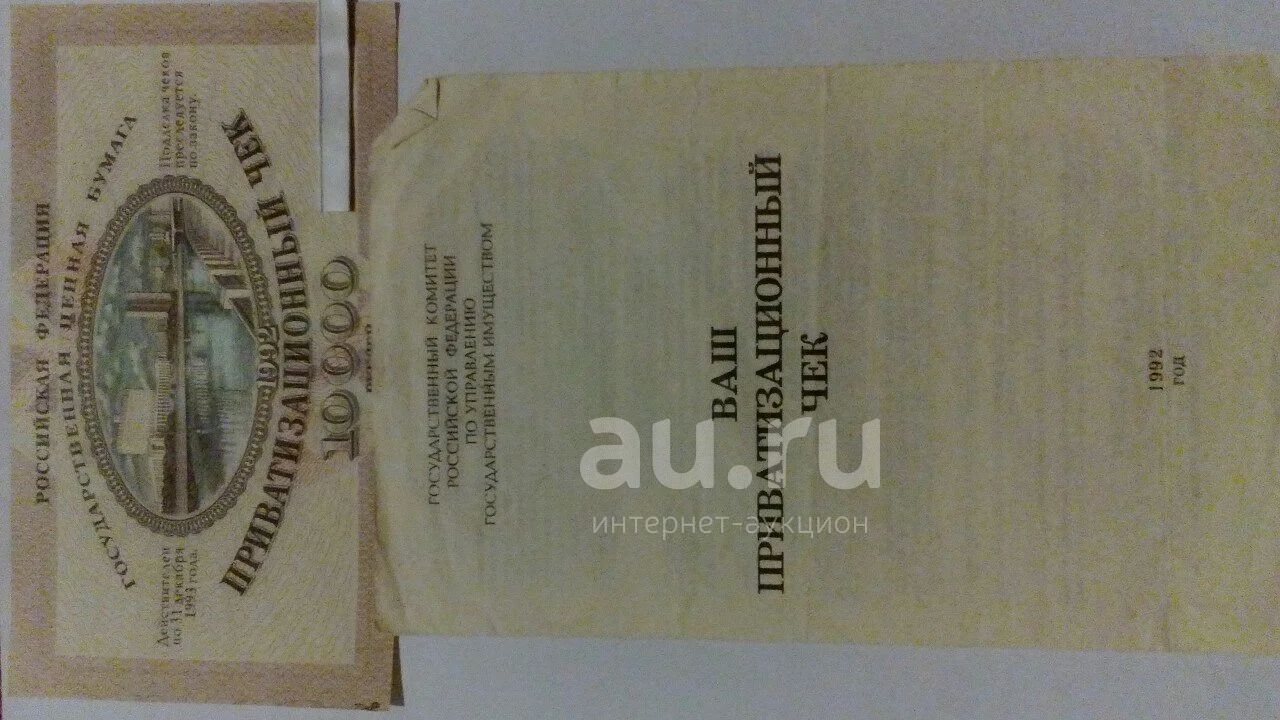 РОССИЙСКАЯ ФЕДЕРАЦИЯ
ГОСУДАРСТВЕННАЯ ЦЕННАЯ БУМАГА
Действителен
по 31 декабря
1993 года.
Подделка чеков
преследуется
по закону.
1992
ПРИВАТИЗАЦИОННЫЙ ЧЕК
10000
ГОСУДАРСТВЕННЫЙ КОМИТЕТ
РОССИЙСКОЙ ФЕДЕРАЦИИ
ПО УПРАВЛЕНИЮ
ГОСУДАРСТВЕННЫМ ИМУЩЕСТВОМ
ВАШ
ПРИВАТИЗАЦИОННЫЙ
ЧЕК
1992
ГОД
au.ru
интернет-аукцион